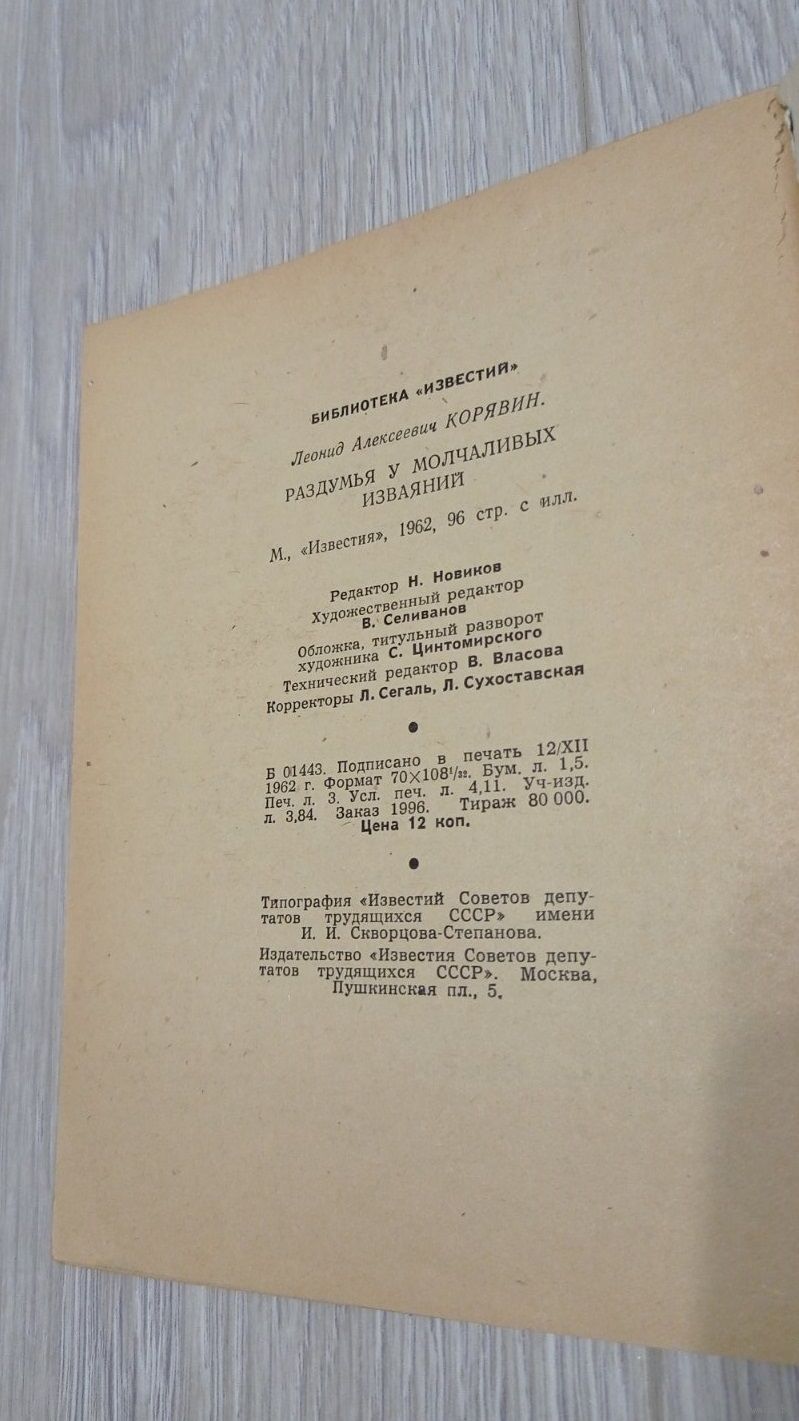 БИБЛИОТЕКА «ИЗВЕСТИЙ»
Леонид Алексеевич КОРЯВИН.
РАЗДУМЬЯ У МОЛЧАЛИВЫХ
ИЗВАЯНИЙ
М., «Известия», 1962, 96 стр. с илл.
Редактор Н. Новиков
Художественный редактор
В. Селиванов
Обложка, титульный разворот
художника С. Цинтомирского
Технический редактор В. Власова
Корректоры Л. Сегаль, Л. Сухоставская
Б 01443. Подписано в печать 12/XII
1962 г. Формат 70×108¹/₃₂. Бум. л. 1,5.
Печ. л. 3. Усл. печ. л. 4,11. Уч-изд.
л. 3,84. Заказ 1996. Тираж 80 000.
Цена 12 коп.
Типография «Известий Советов депу-
татов трудящихся СССР» имени
И. И. Скворцова-Степанова.
Издательство «Известия Советов депу-
татов трудящихся СССР». Москва,
Пушкинская пл., 5.